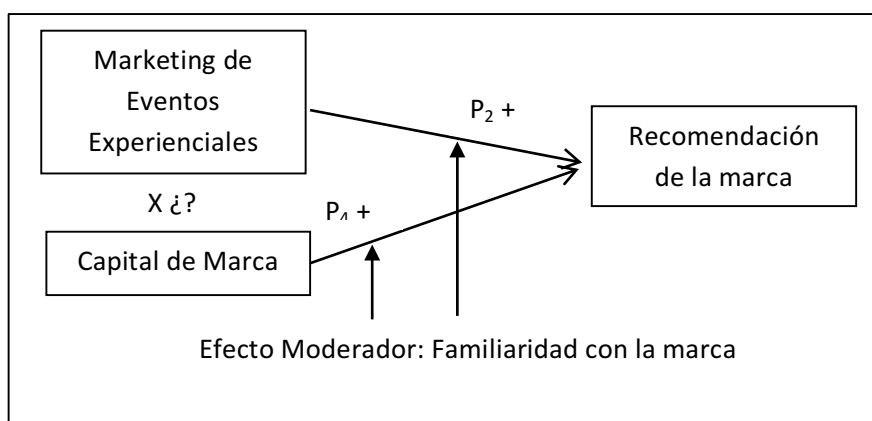 Marketing de
Eventos
Experienciales
P₂ +
Recomendación
de la marca
X ¿?
P₄ +
Capital de Marca
Efecto Moderador: Familiaridad con la marca